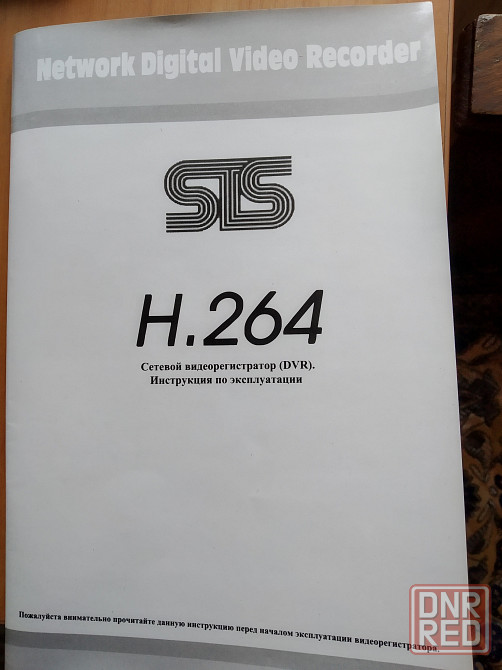 Network Digital Video Recorder
STS
H.264
Сетевой видеорегистратор (DVR).
Инструкция по эксплуатации
Пожалуйста внимательно прочитайте данную инструкцию перед началом эксплуатации видеорегистратора.
DNR
RED